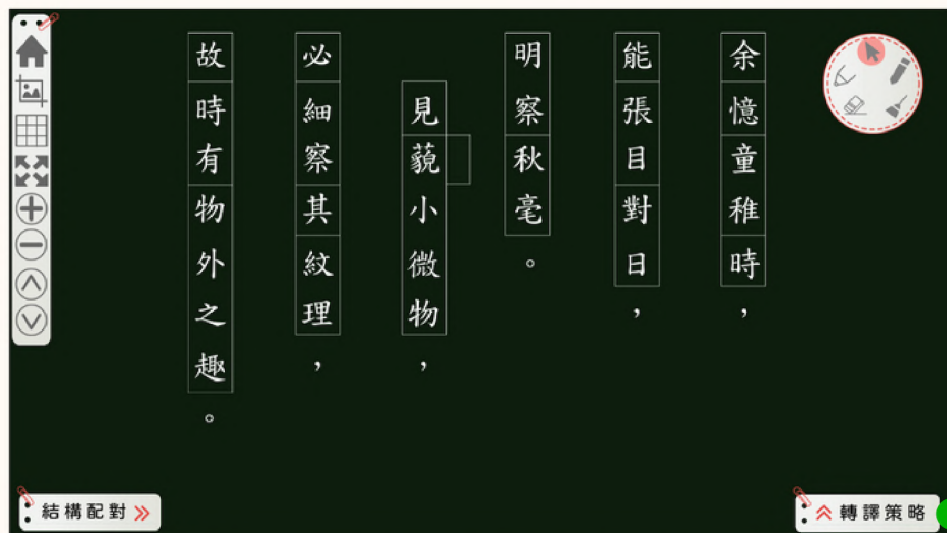 余憶童稚時，
能張目對日，
明察秋毫。
見藐小微物，
必細察其紋理，
故時有物外之趣。
結構配對
轉譯策略